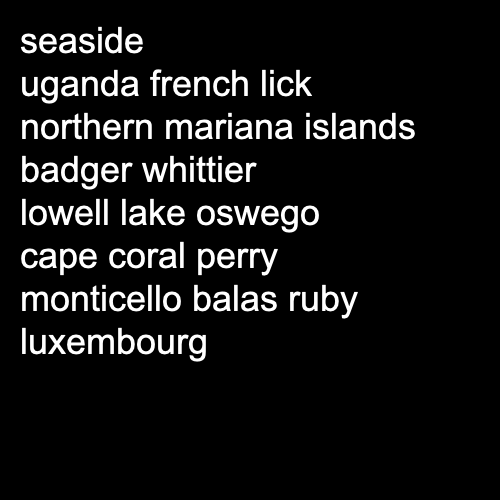 seaside
uganda french lick
northern mariana islands
badger whittier
lowell lake oswego
cape coral perry
monticello balas ruby
luxembourg